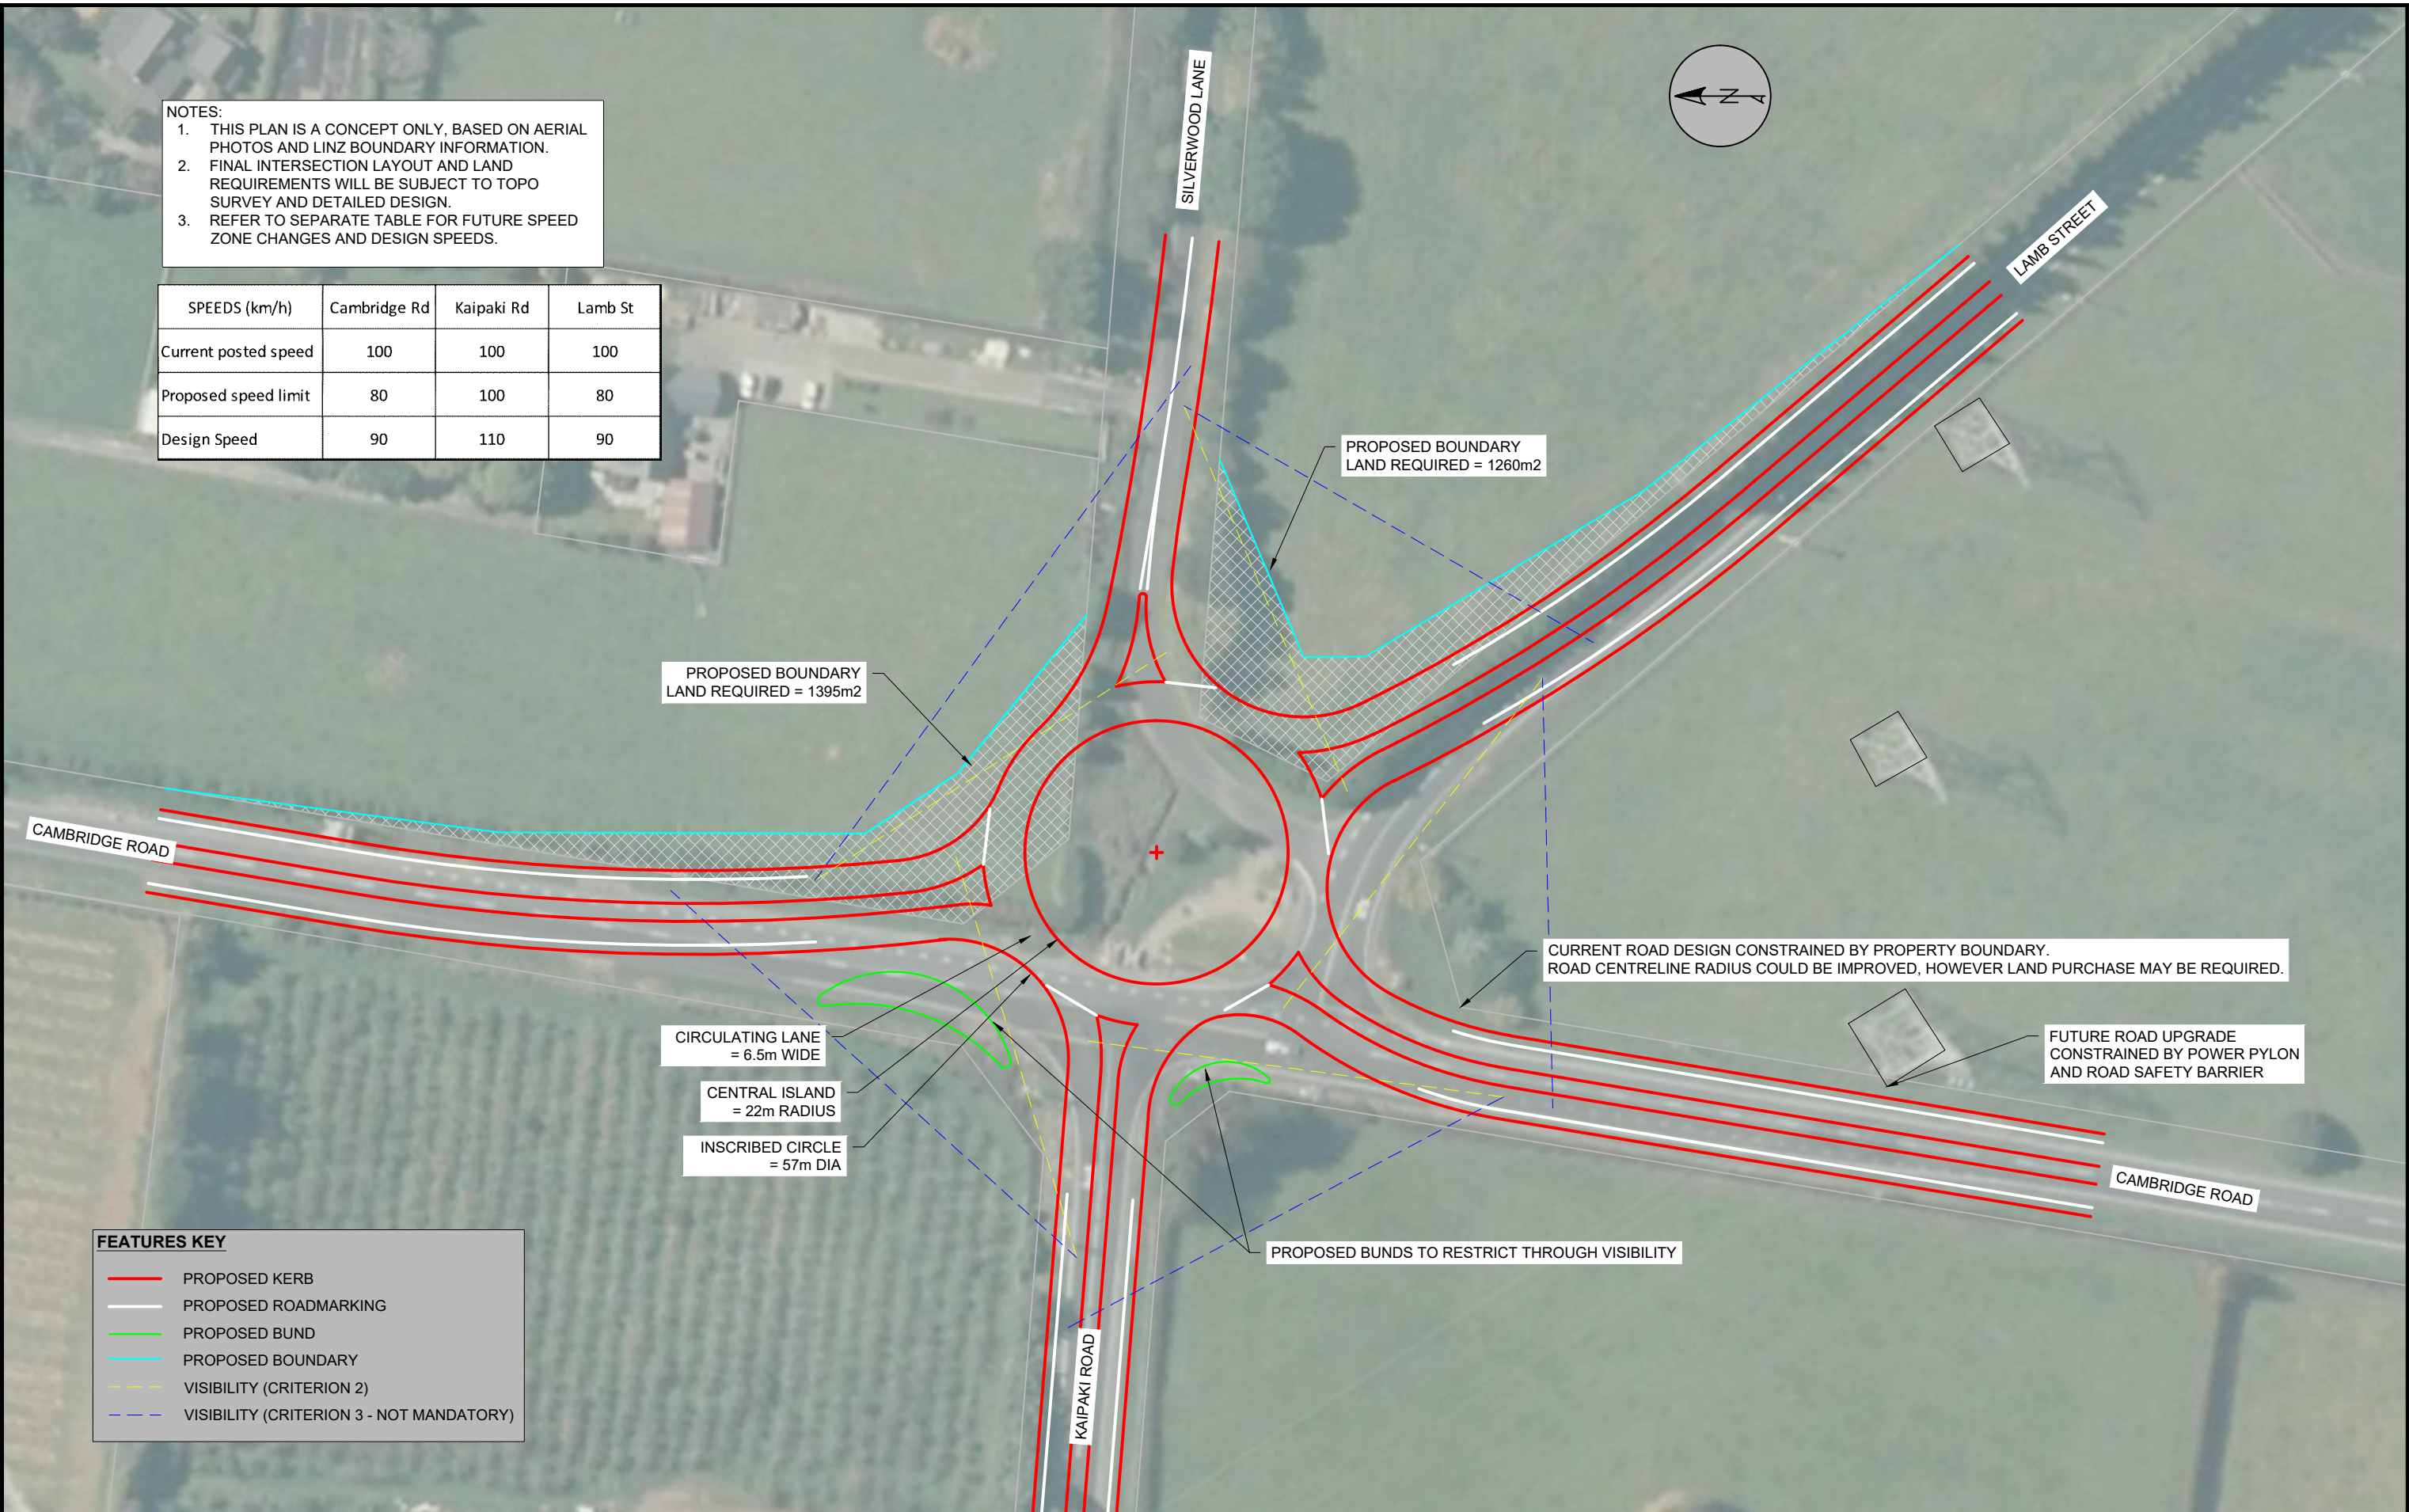 SILVERWOOD LANE
N
NOTES:
1. THIS PLAN IS A CONCEPT ONLY, BASED ON AERIAL
PHOTOS AND LINZ BOUNDARY INFORMATION.
2. FINAL INTERSECTION LAYOUT AND LAND
REQUIREMENTS WILL BE SUBJECT TO TOPO
SURVEY AND DETAILED DESIGN.
3. REFER TO SEPARATE TABLE FOR FUTURE SPEED
ZONE CHANGES AND DESIGN SPEEDS.
LAMB STREET
SPEEDS (km/h) Cambridge Rd Kaipaki Rd Lamb St
Current posted speed 100 100 100
Proposed speed limit 80 100 80
Design Speed 90 110 90
PROPOSED BOUNDARY
LAND REQUIRED = 1260m2
PROPOSED BOUNDARY
LAND REQUIRED = 1395m2
CAMBRIDGE ROAD
CURRENT ROAD DESIGN CONSTRAINED BY PROPERTY BOUNDARY.
ROAD CENTRELINE RADIUS COULD BE IMPROVED, HOWEVER LAND PURCHASE MAY BE REQUIRED.
CIRCULATING LANE
= 6.5m WIDE
FUTURE ROAD UPGRADE
CONSTRAINED BY POWER PYLON
AND ROAD SAFETY BARRIER
CENTRAL ISLAND
= 22m RADIUS
INSCRIBED CIRCLE
= 57m DIA
CAMBRIDGE ROAD
PROPOSED BUNDS TO RESTRICT THROUGH VISIBILITY
KAIPAKI ROAD
FEATURES KEY
PROPOSED KERB
PROPOSED ROADMARKING
PROPOSED BUND
PROPOSED BOUNDARY
VISIBILITY (CRITERION 2)
VISIBILITY (CRITERION 3 - NOT MANDATORY)